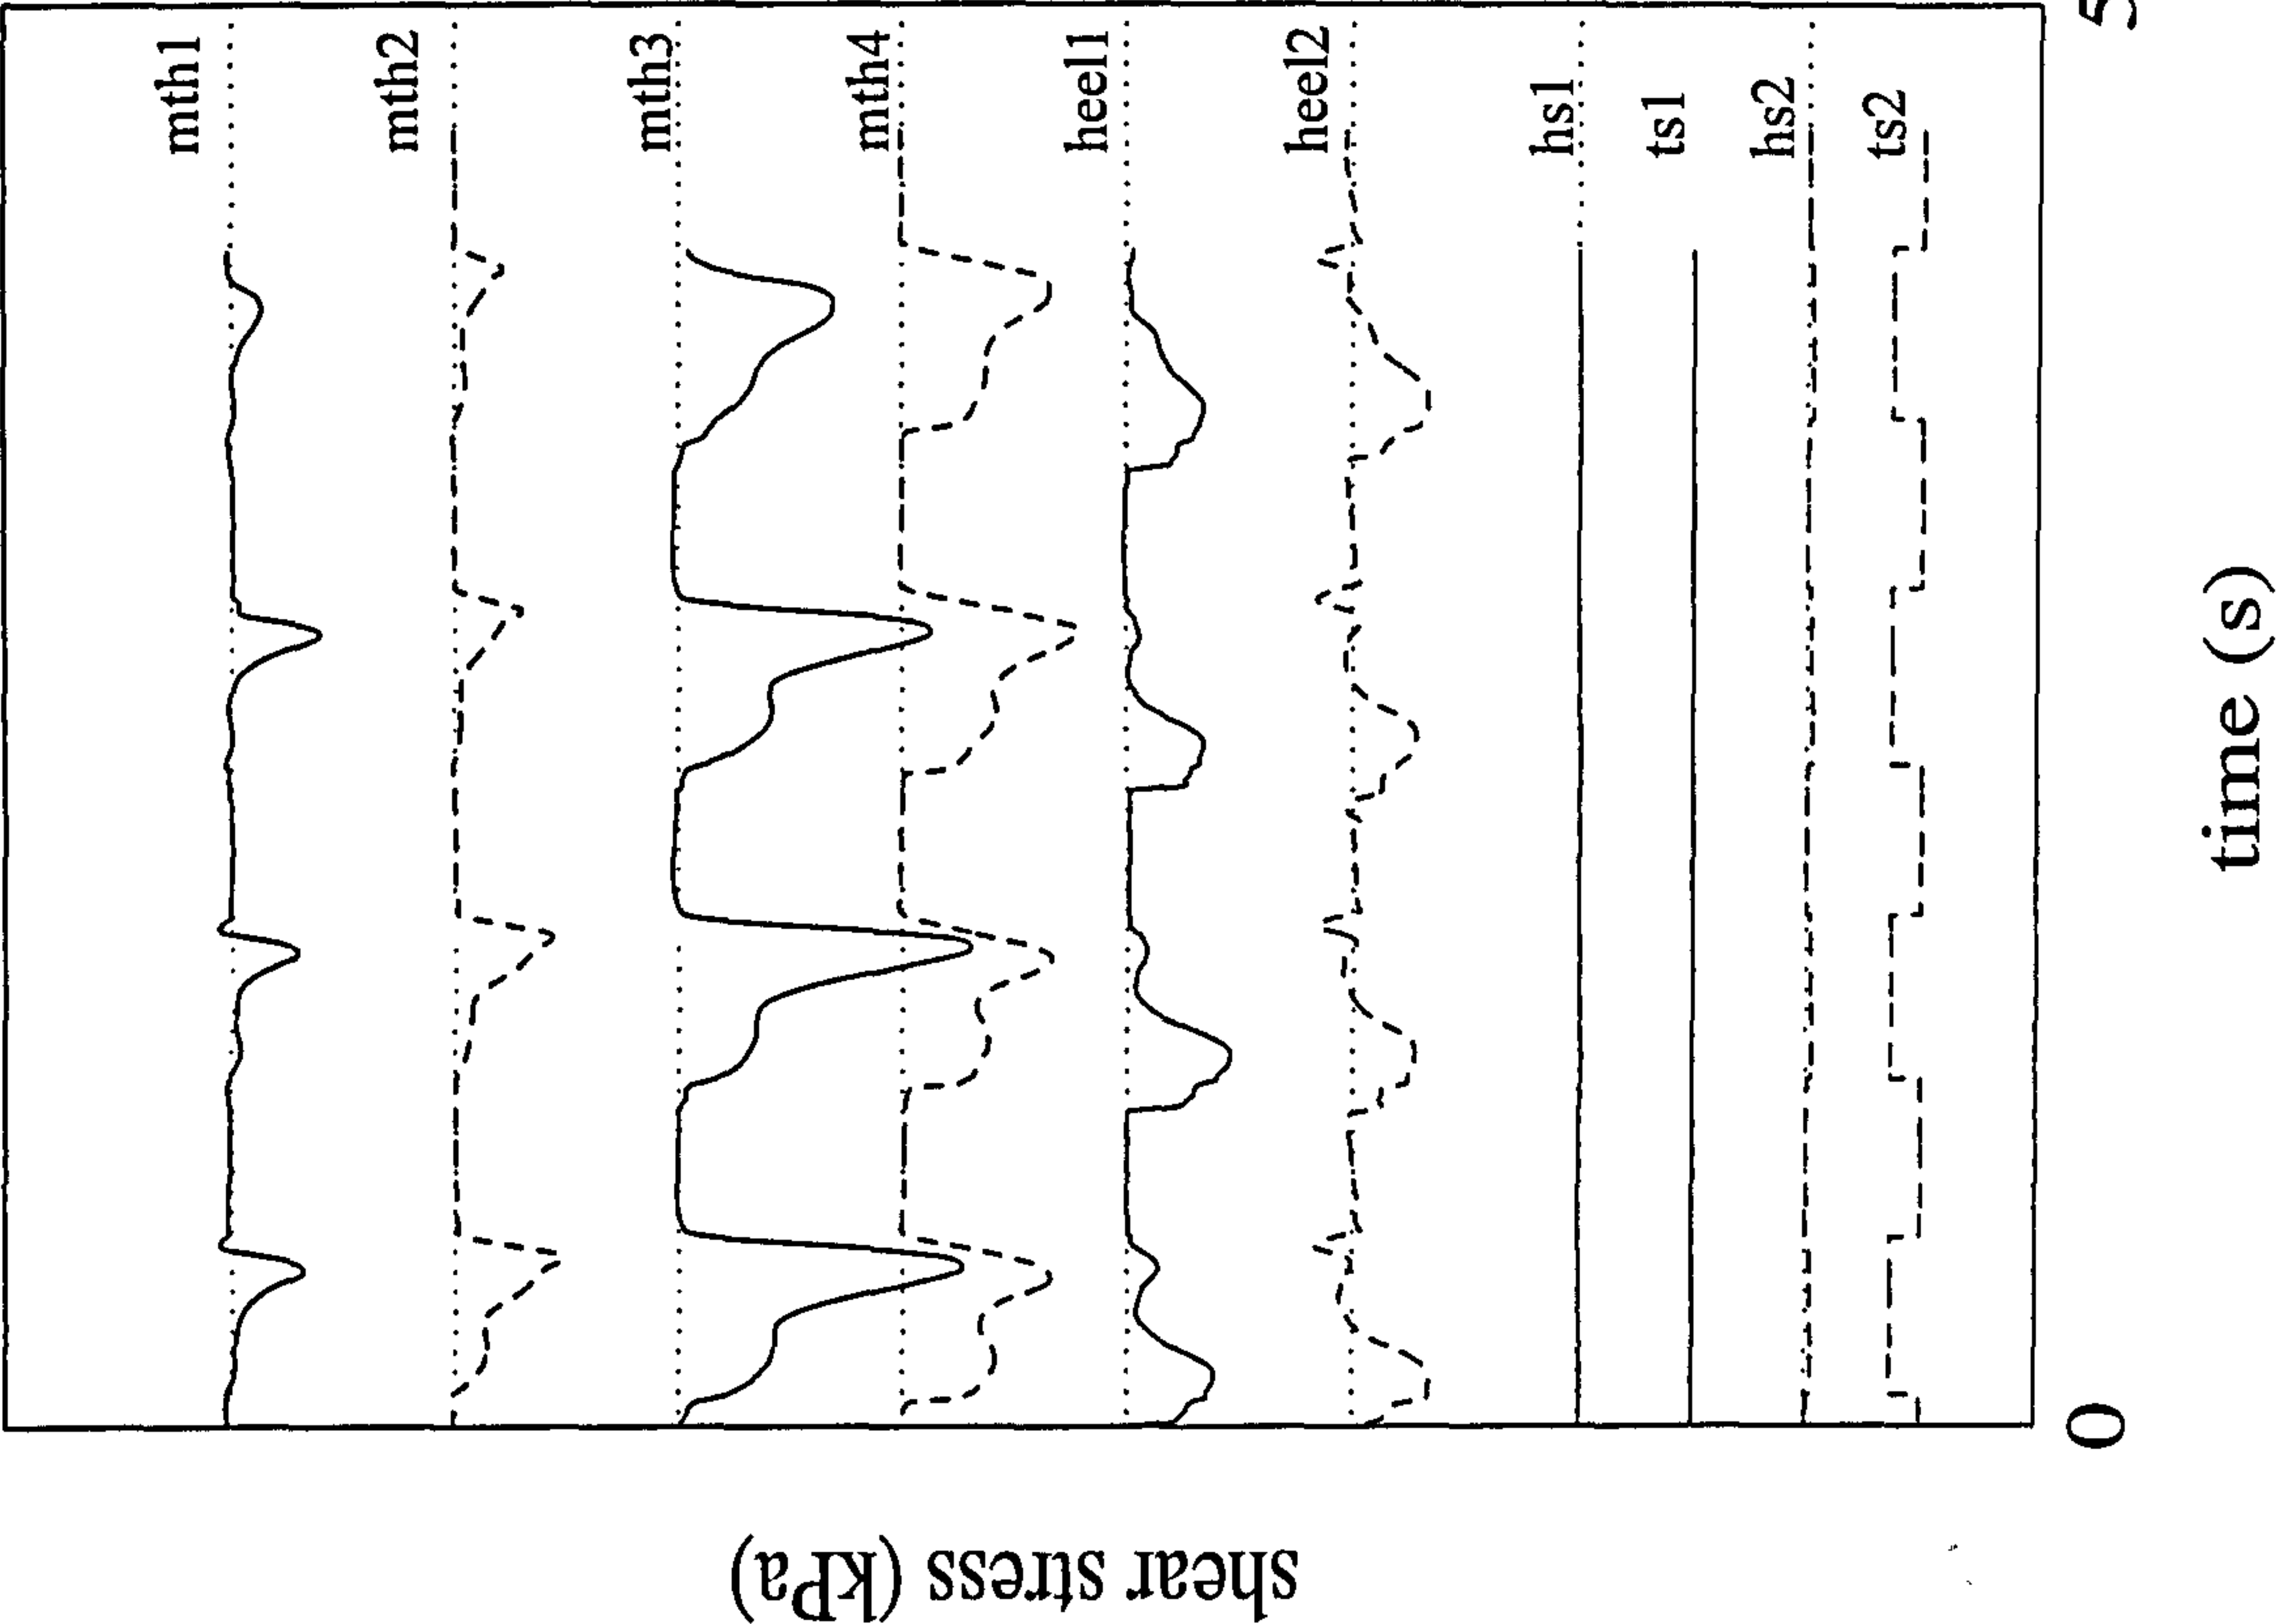 mth1
mth2
mth3
mth4
heel1
heel2
hs1
ts1
hs2
ts2
0
5
time (s)
shear stress (kPa)